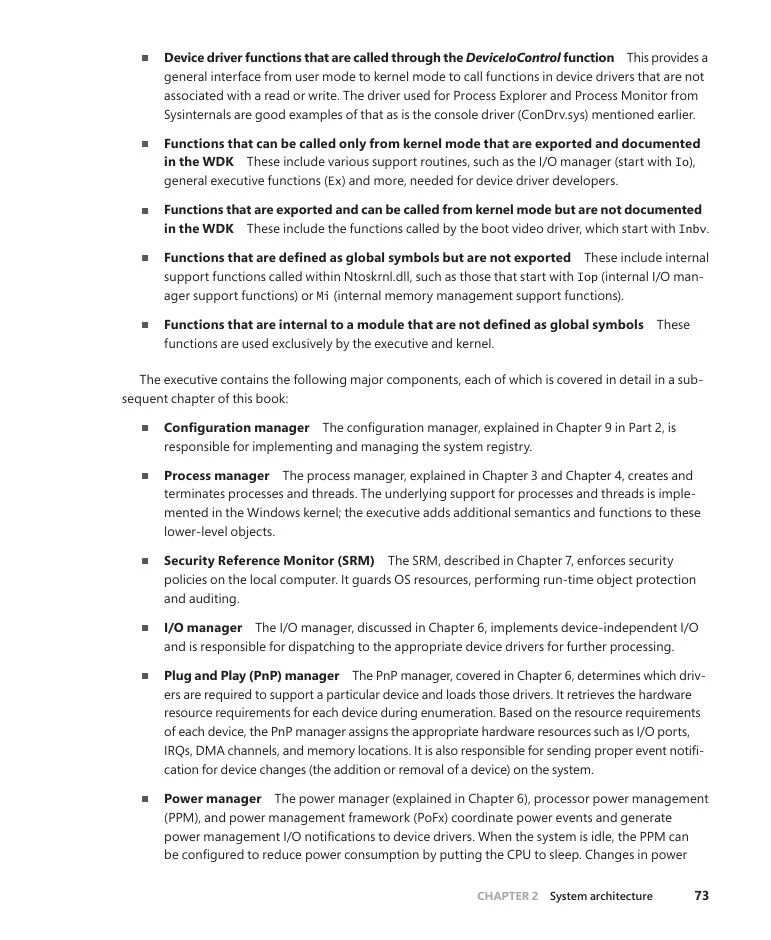 ■ Device driver functions that are called through the DeviceIoControl function This provides a
general interface from user mode to kernel mode to call functions in device drivers that are not
associated with a read or write. The driver used for Process Explorer and Process Monitor from
Sysinternals are good examples of that as is the console driver (ConDrv.sys) mentioned earlier.
■ Functions that can be called only from kernel mode that are exported and documented
in the WDK These include various support routines, such as the I/O manager (start with Io),
general executive functions (Ex) and more, needed for device driver developers.
■ Functions that are exported and can be called from kernel mode but are not documented
in the WDK These include the functions called by the boot video driver, which start with Inbv.
■ Functions that are defined as global symbols but are not exported These include internal
support functions called within Ntoskrnl.dll, such as those that start with Iop (internal I/O man-
ager support functions) or Mi (internal memory management support functions).
■ Functions that are internal to a module that are not defined as global symbols These
functions are used exclusively by the executive and kernel.
The executive contains the following major components, each of which is covered in detail in a sub-
sequent chapter of this book:
■ Configuration manager The configuration manager, explained in Chapter 9 in Part 2, is
responsible for implementing and managing the system registry.
■ Process manager The process manager, explained in Chapter 3 and Chapter 4, creates and
terminates processes and threads. The underlying support for processes and threads is imple-
mented in the Windows kernel; the executive adds additional semantics and functions to these
lower-level objects.
■ Security Reference Monitor (SRM) The SRM, described in Chapter 7, enforces security
policies on the local computer. It guards OS resources, performing run-time object protection
and auditing.
■ I/O manager The I/O manager, discussed in Chapter 6, implements device-independent I/O
and is responsible for dispatching to the appropriate device drivers for further processing.
■ Plug and Play (PnP) manager The PnP manager, covered in Chapter 6, determines which driv-
ers are required to support a particular device and loads those drivers. It retrieves the hardware
resource requirements for each device during enumeration. Based on the resource requirements
of each device, the PnP manager assigns the appropriate hardware resources such as I/O ports,
IRQs, DMA channels, and memory locations. It is also responsible for sending proper event notifi-
cation for device changes (the addition or removal of a device) on the system.
■ Power manager The power manager (explained in Chapter 6), processor power management
(PPM), and power management framework (PoFx) coordinate power events and generate
power management I/O notifications to device drivers. When the system is idle, the PPM can
be configured to reduce power consumption by putting the CPU to sleep. Changes in power
CHAPTER 2 System architecture 73